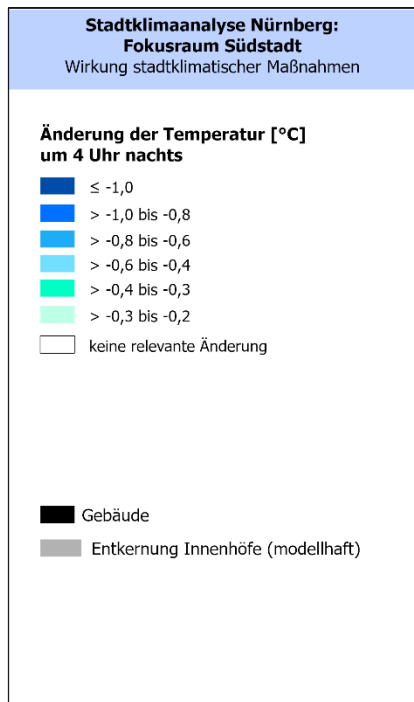 Stadtklimaanalyse Nürnberg:
Fokusraum Südstadt
Wirkung stadtklimatischer Maßnahmen
Änderung der Temperatur [°C]
um 4 Uhr nachts
≤ -1,0
> -1,0 bis -0,8
> -0,8 bis -0,6
> -0,6 bis -0,4
> -0,4 bis -0,3
> -0,3 bis -0,2
keine relevante Änderung
Gebäude
Entkernung Innenhöfe (modellhaft)